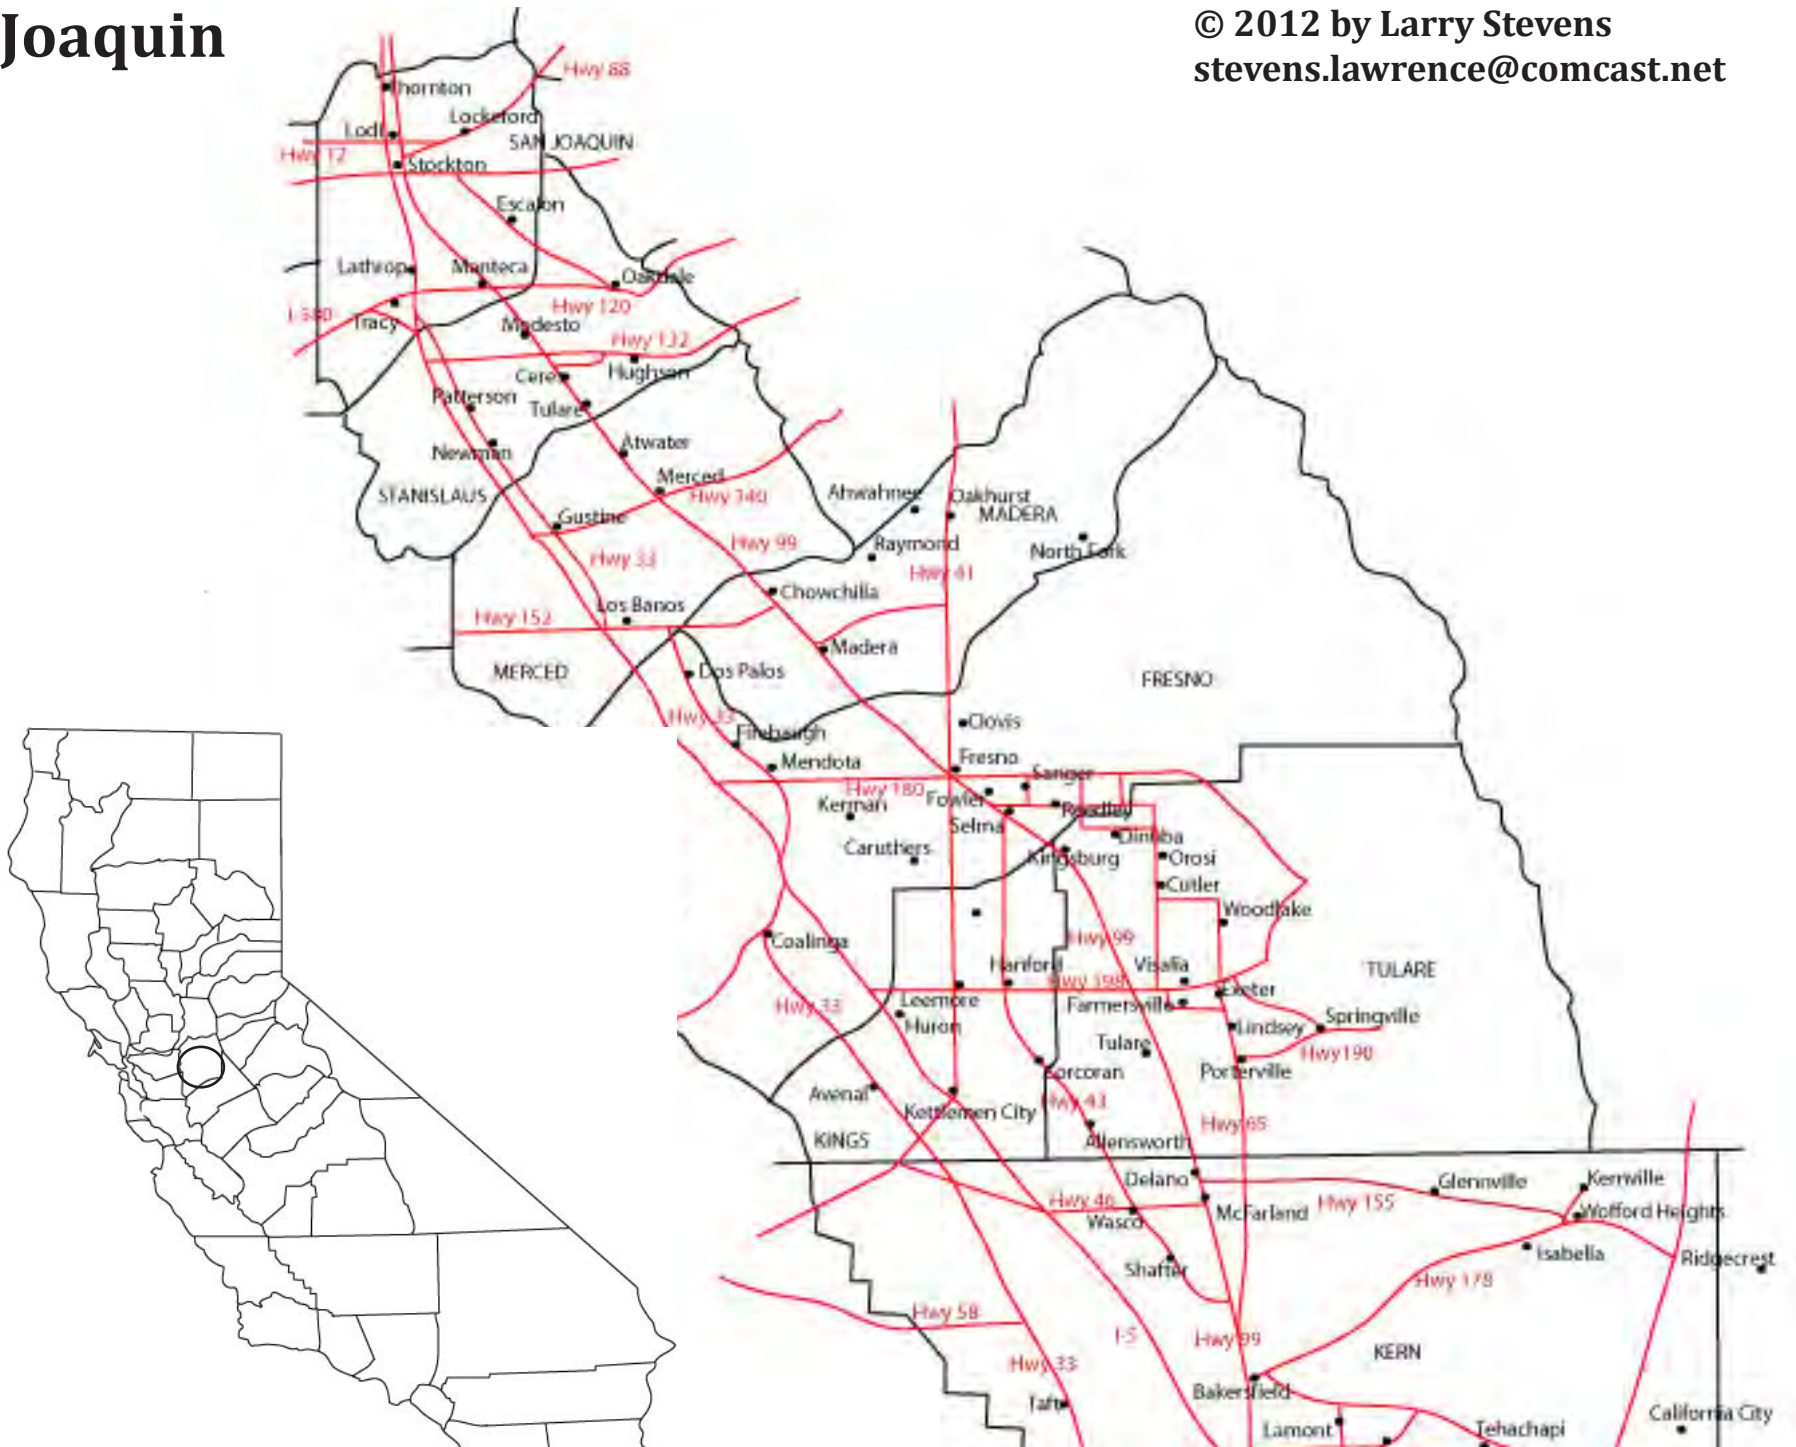 Joaquin
© 2012 by Larry Stevens
stevens.lawrence@comcast.net
Hwy 88
Thornton
Lockeford
Lodi
SAN JOAQUIN
Hwy 12
Stockton
Escalon
Lathrop
Manteca
Oakdale
Hwy 120
Tracy
Modesto
Hwy 132
Ceres
Hughson
Patterson
Tulare
Newman
Atwater
Merced
STANISLAUS
Hwy 140
Ahwahnee
Oakhurst
MADERA
Gustine
Hwy 99
Raymond
North Fork
Hwy 33
Hwy 41
Chowchilla
Los Banos
Hwy 152
Madera
MERCED
Dos Palos
FRESNO
Hwy 33
Clovis
Firebaugh
Mendota
Fresno
Sanger
Hwy 180
Kerman
Fowler
Reedley
Selma
Dinuba
Caruthers
Kingsburg
Orosi
Cutler
Woodlake
Coalinga
Hwy 99
Hanford
Visalia
TULARE
Hwy 198
Exeter
Hwy 33
Leemore
Farmersville
Huron
Lindsey
Springville
Tulare
Hwy190
Corcoran
Porterville
Avenal
Kettlemen City
Hwy 43
Hwy 65
KINGS
Allensworth
Delano
Glennville
Kernville
Hwy 46
Hwy 155
Wasco
McFarland
Wofford Heights
Isabella
Ridgecrest
Shafter
Hwy 178
Hwy 58
I-5
Hwy 99
KERN
Hwy 33
Bakersfield
Taft
Lamont
Tehachapi
California City